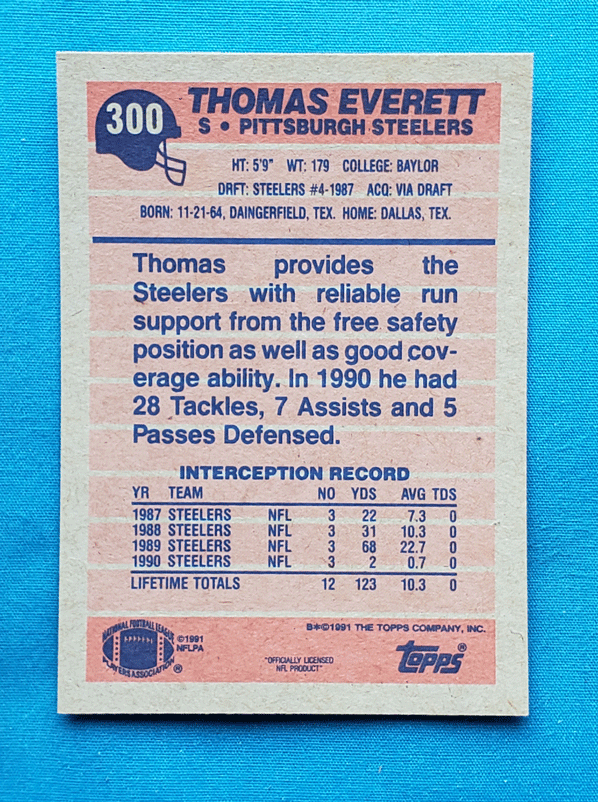 300
THOMAS EVERETT
S • PITTSBURGH STEELERS
HT: 5'9" WT: 179 COLLEGE: BAYLOR
DRFT: STEELERS #4-1987 ACQ: VIA DRAFT
BORN: 11-21-64, DAINGERFIELD, TEX. HOME: DALLAS, TEX.
Thomas provides the
Steelers with reliable run
support from the free safety
position as well as good cov-
erage ability. In 1990 he had
28 Tackles, 7 Assists and 5
Passes Defensed.
INTERCEPTION RECORD
YR TEAM NO YDS AVG TDS
1987 STEELERS NFL 3 22 7.3 0
1988 STEELERS NFL 3 31 10.3 0
1989 STEELERS NFL 3 68 22.7 0
1990 STEELERS NFL 3 2 0.7 0
LIFETIME TOTALS 12 123 10.3 0
NATIONAL FOOTBALL LEAGUE
PLAYERS ASSOCIATION ®
©1991
NFLPA
"OFFICIALLY LICENSED
NFL PRODUCT"
B*©1991 THE TOPPS COMPANY, INC.
TOPPS®